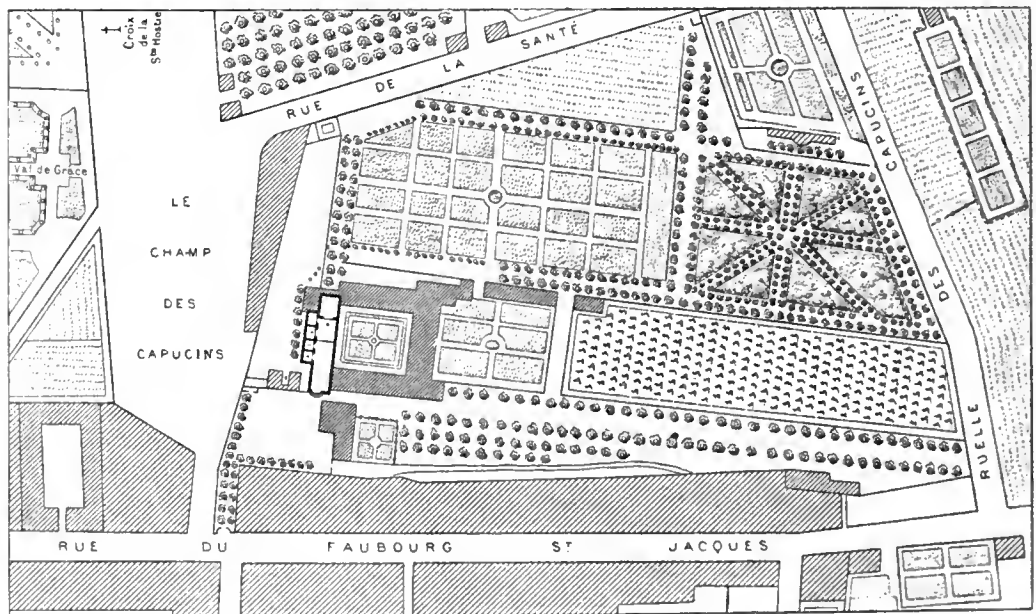 Croix
de la
Ste Hostie
RUE DE LA SANTÉ
Val de Grace
LE
CHAMP
DES
CAPUCINS
RUELLE DES CAPUCINS
RUE DU FAUBOURG ST JACQUES